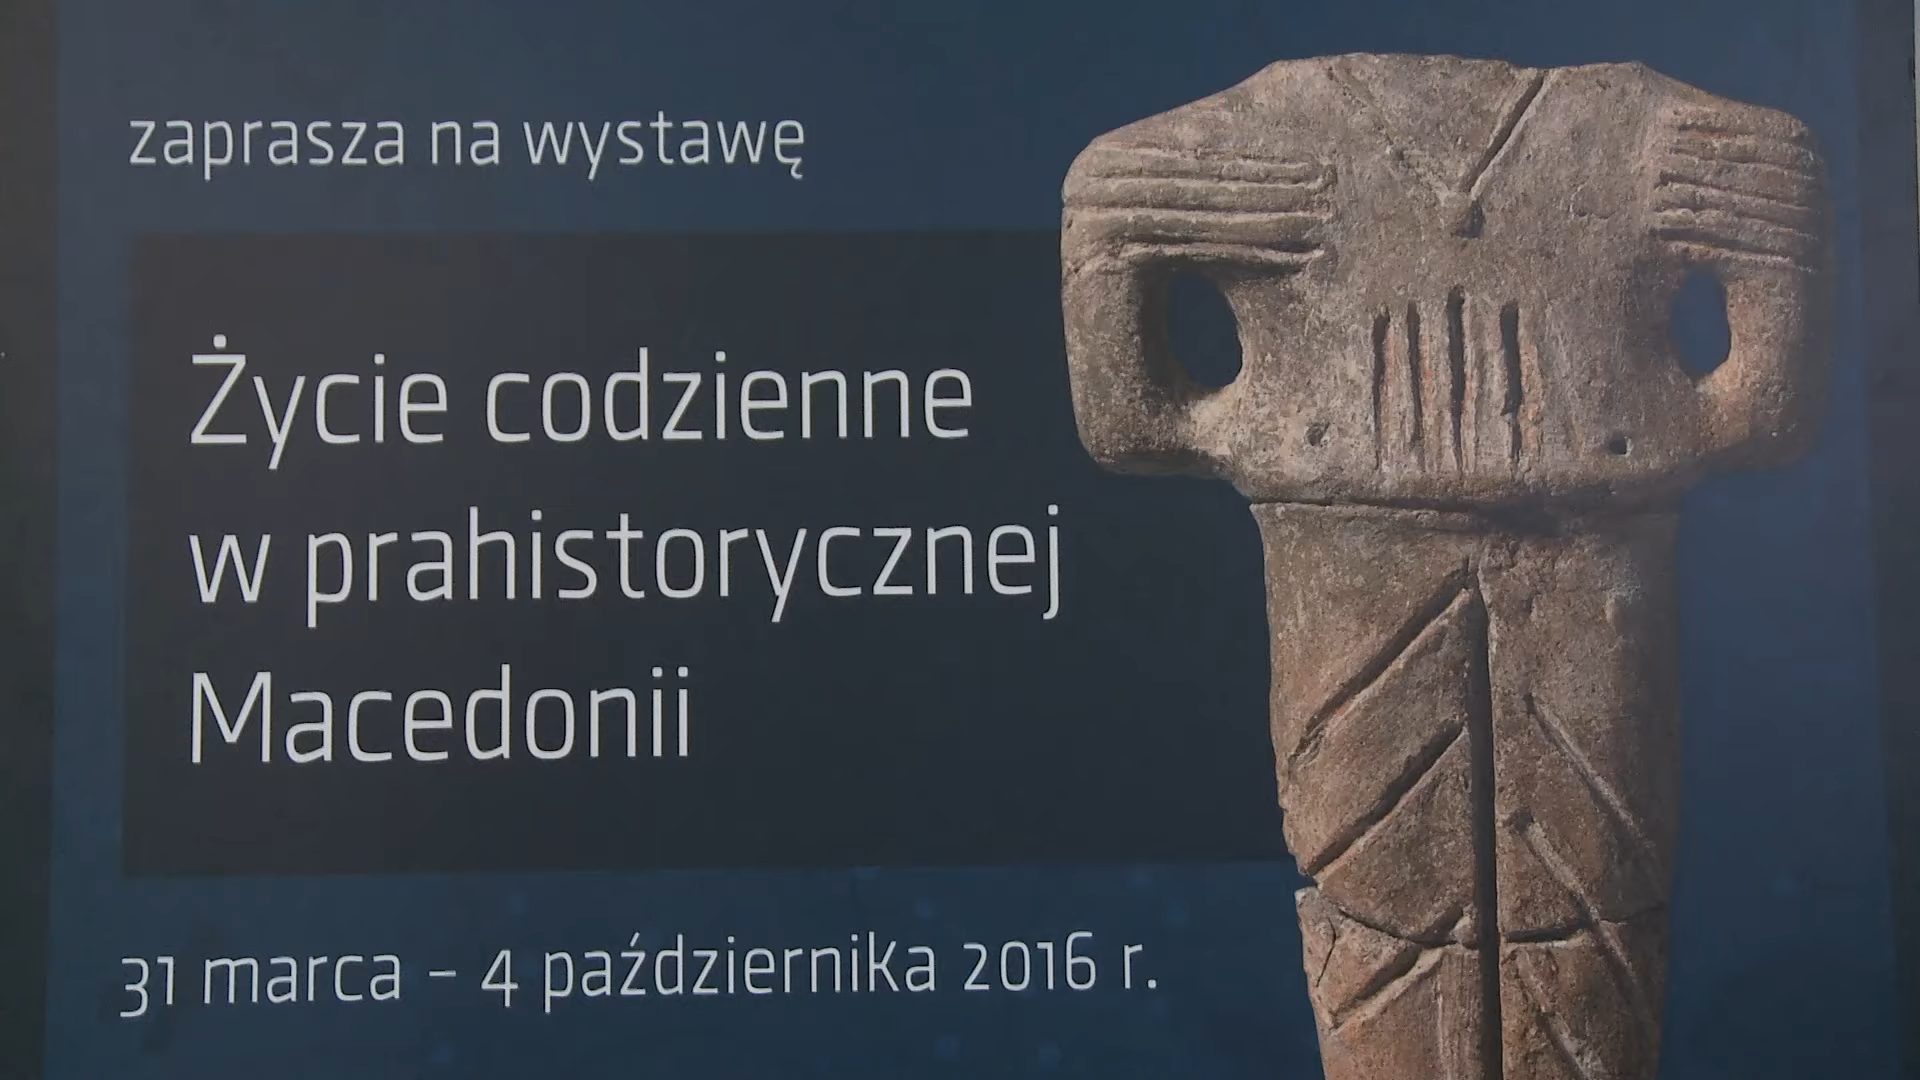 zaprasza na wystawę
Życie codzienne
w prahistorycznej
Macedonii
31 marca – 4 października 2016 r.